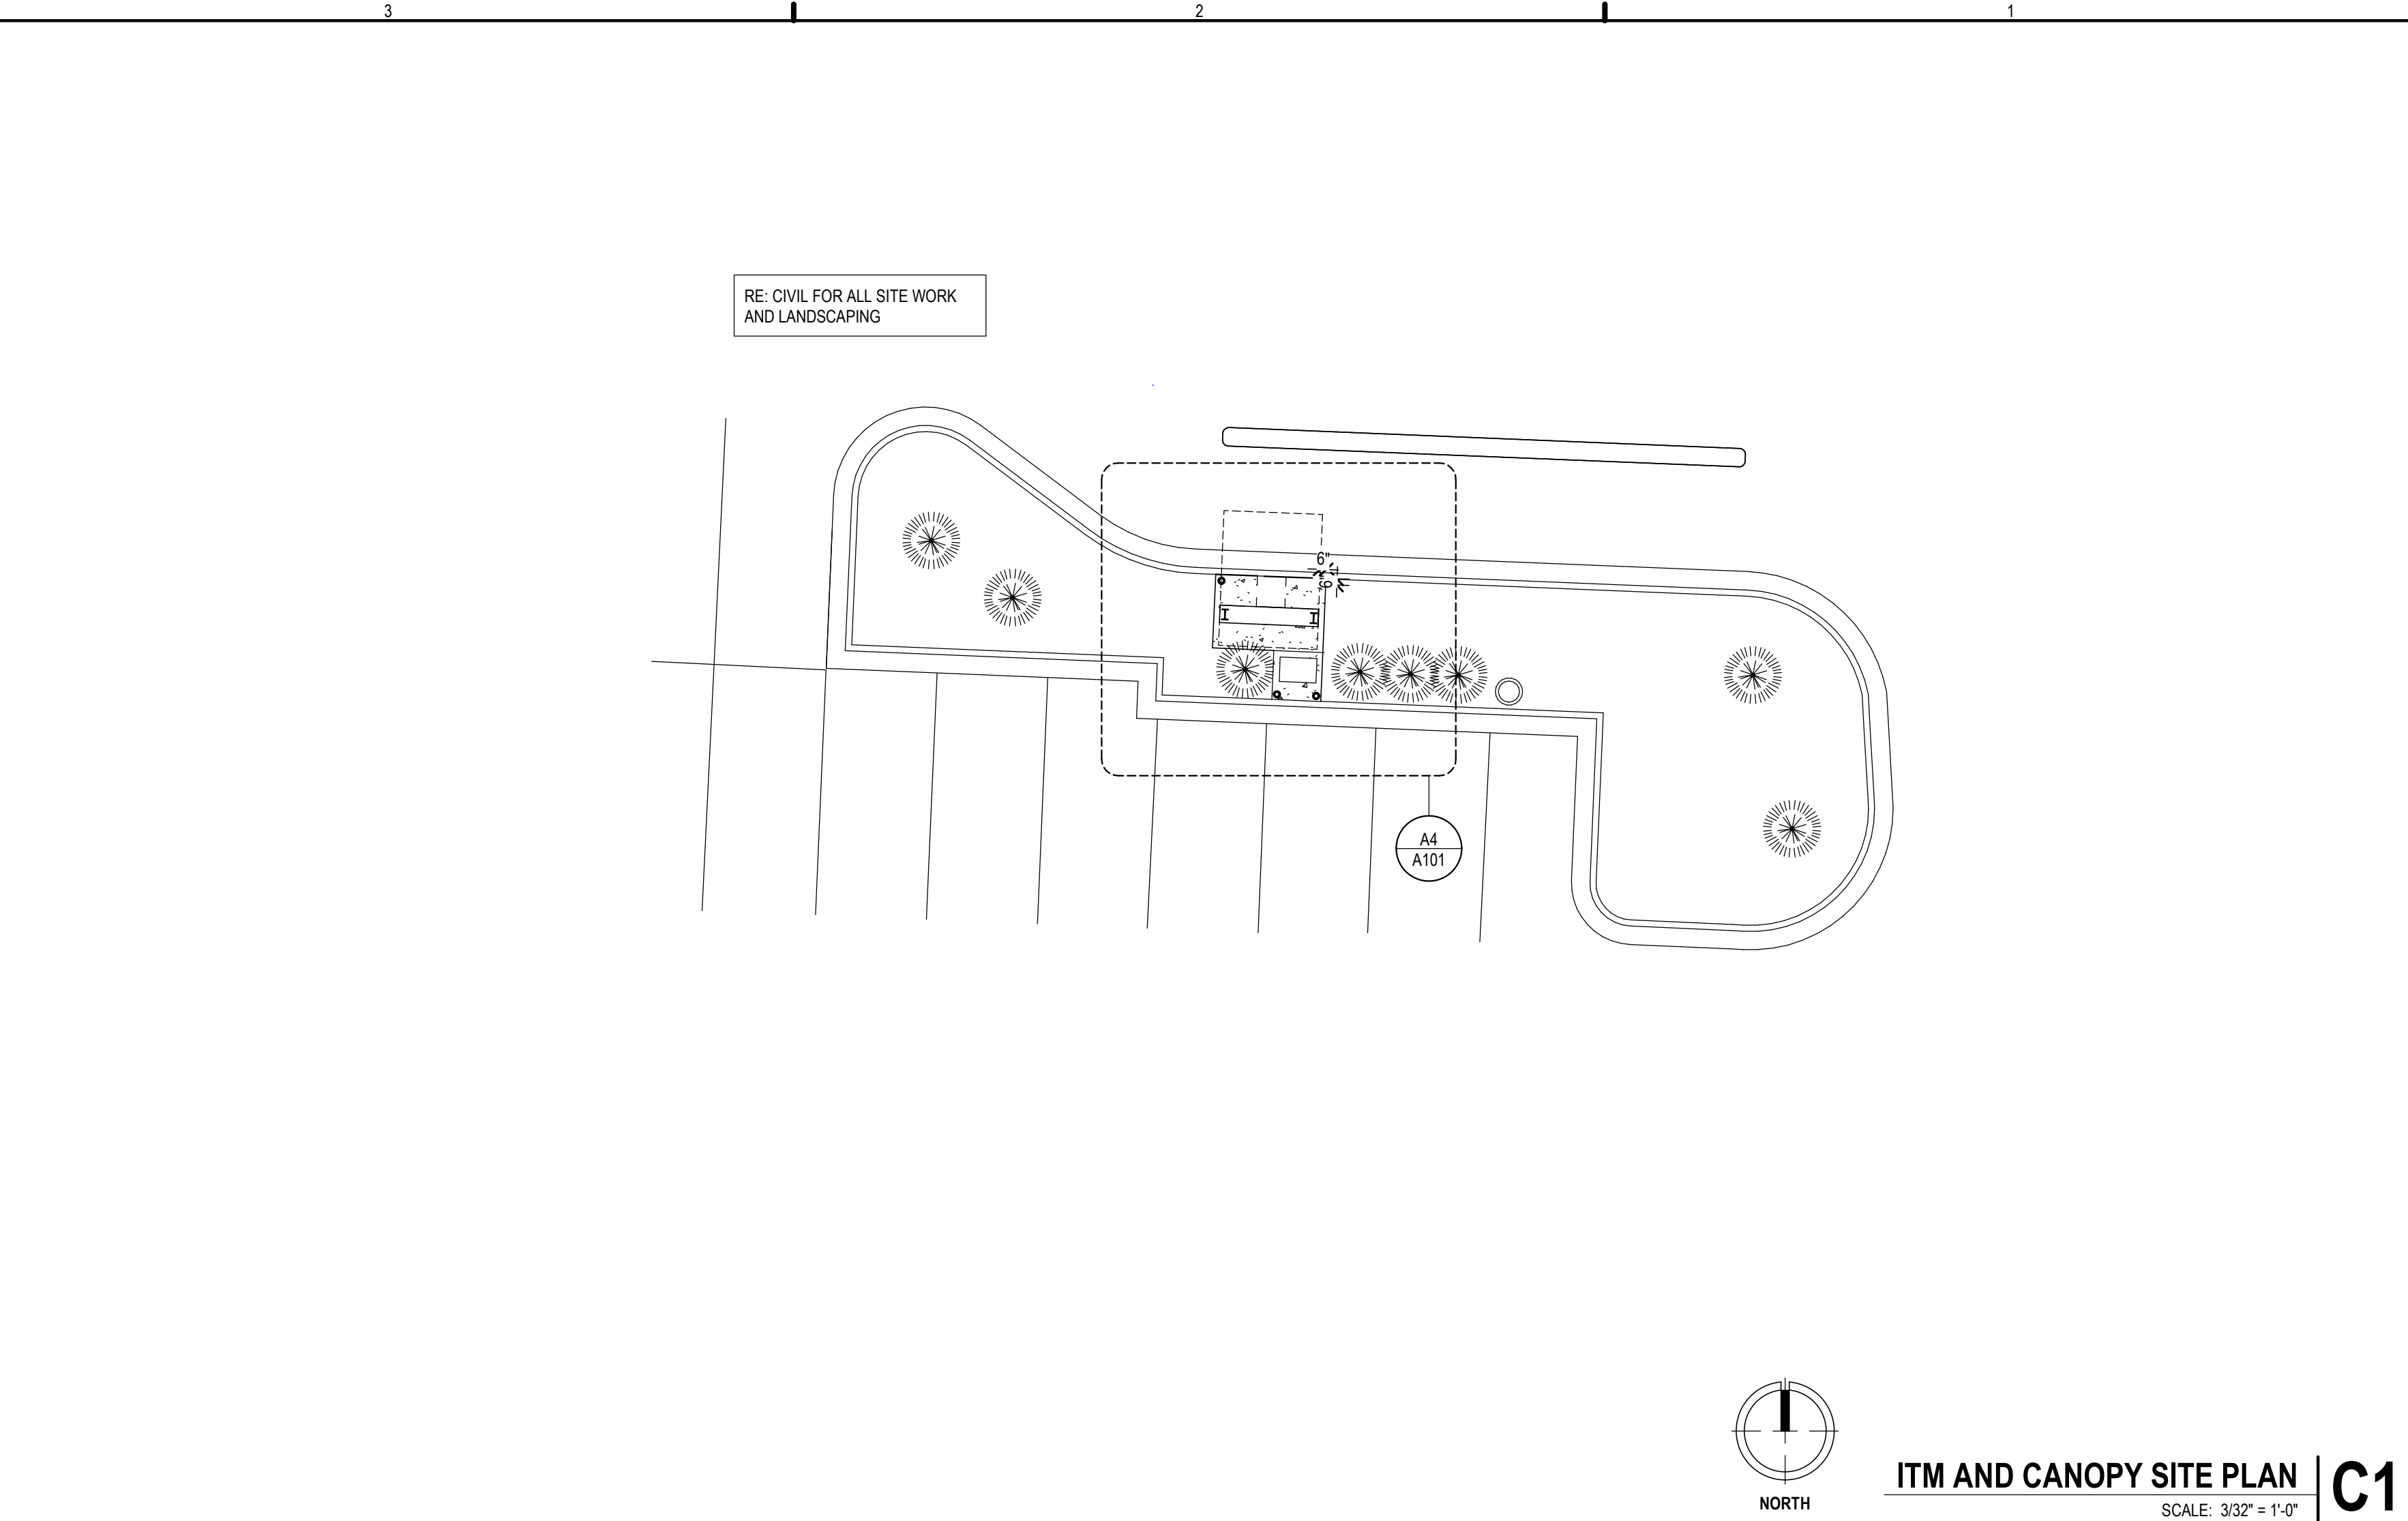 3
2
1
RE: CIVIL FOR ALL SITE WORK
AND LANDSCAPING
6"
6"
A4
A101
NORTH
ITM AND CANOPY SITE PLAN
SCALE: 3/32" = 1'-0"
C1